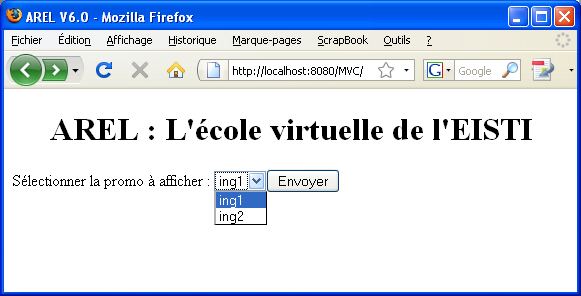 AREL V6.0 - Mozilla Firefox
Fichier Édition Affichage Historique Marque-pages ScrapBook Outils ?
http://localhost:8080/MVC/ G Google
AREL : L'école virtuelle de l'EISTI
Sélectionner la promo à afficher : ing1 Envoyer
ing1
ing2